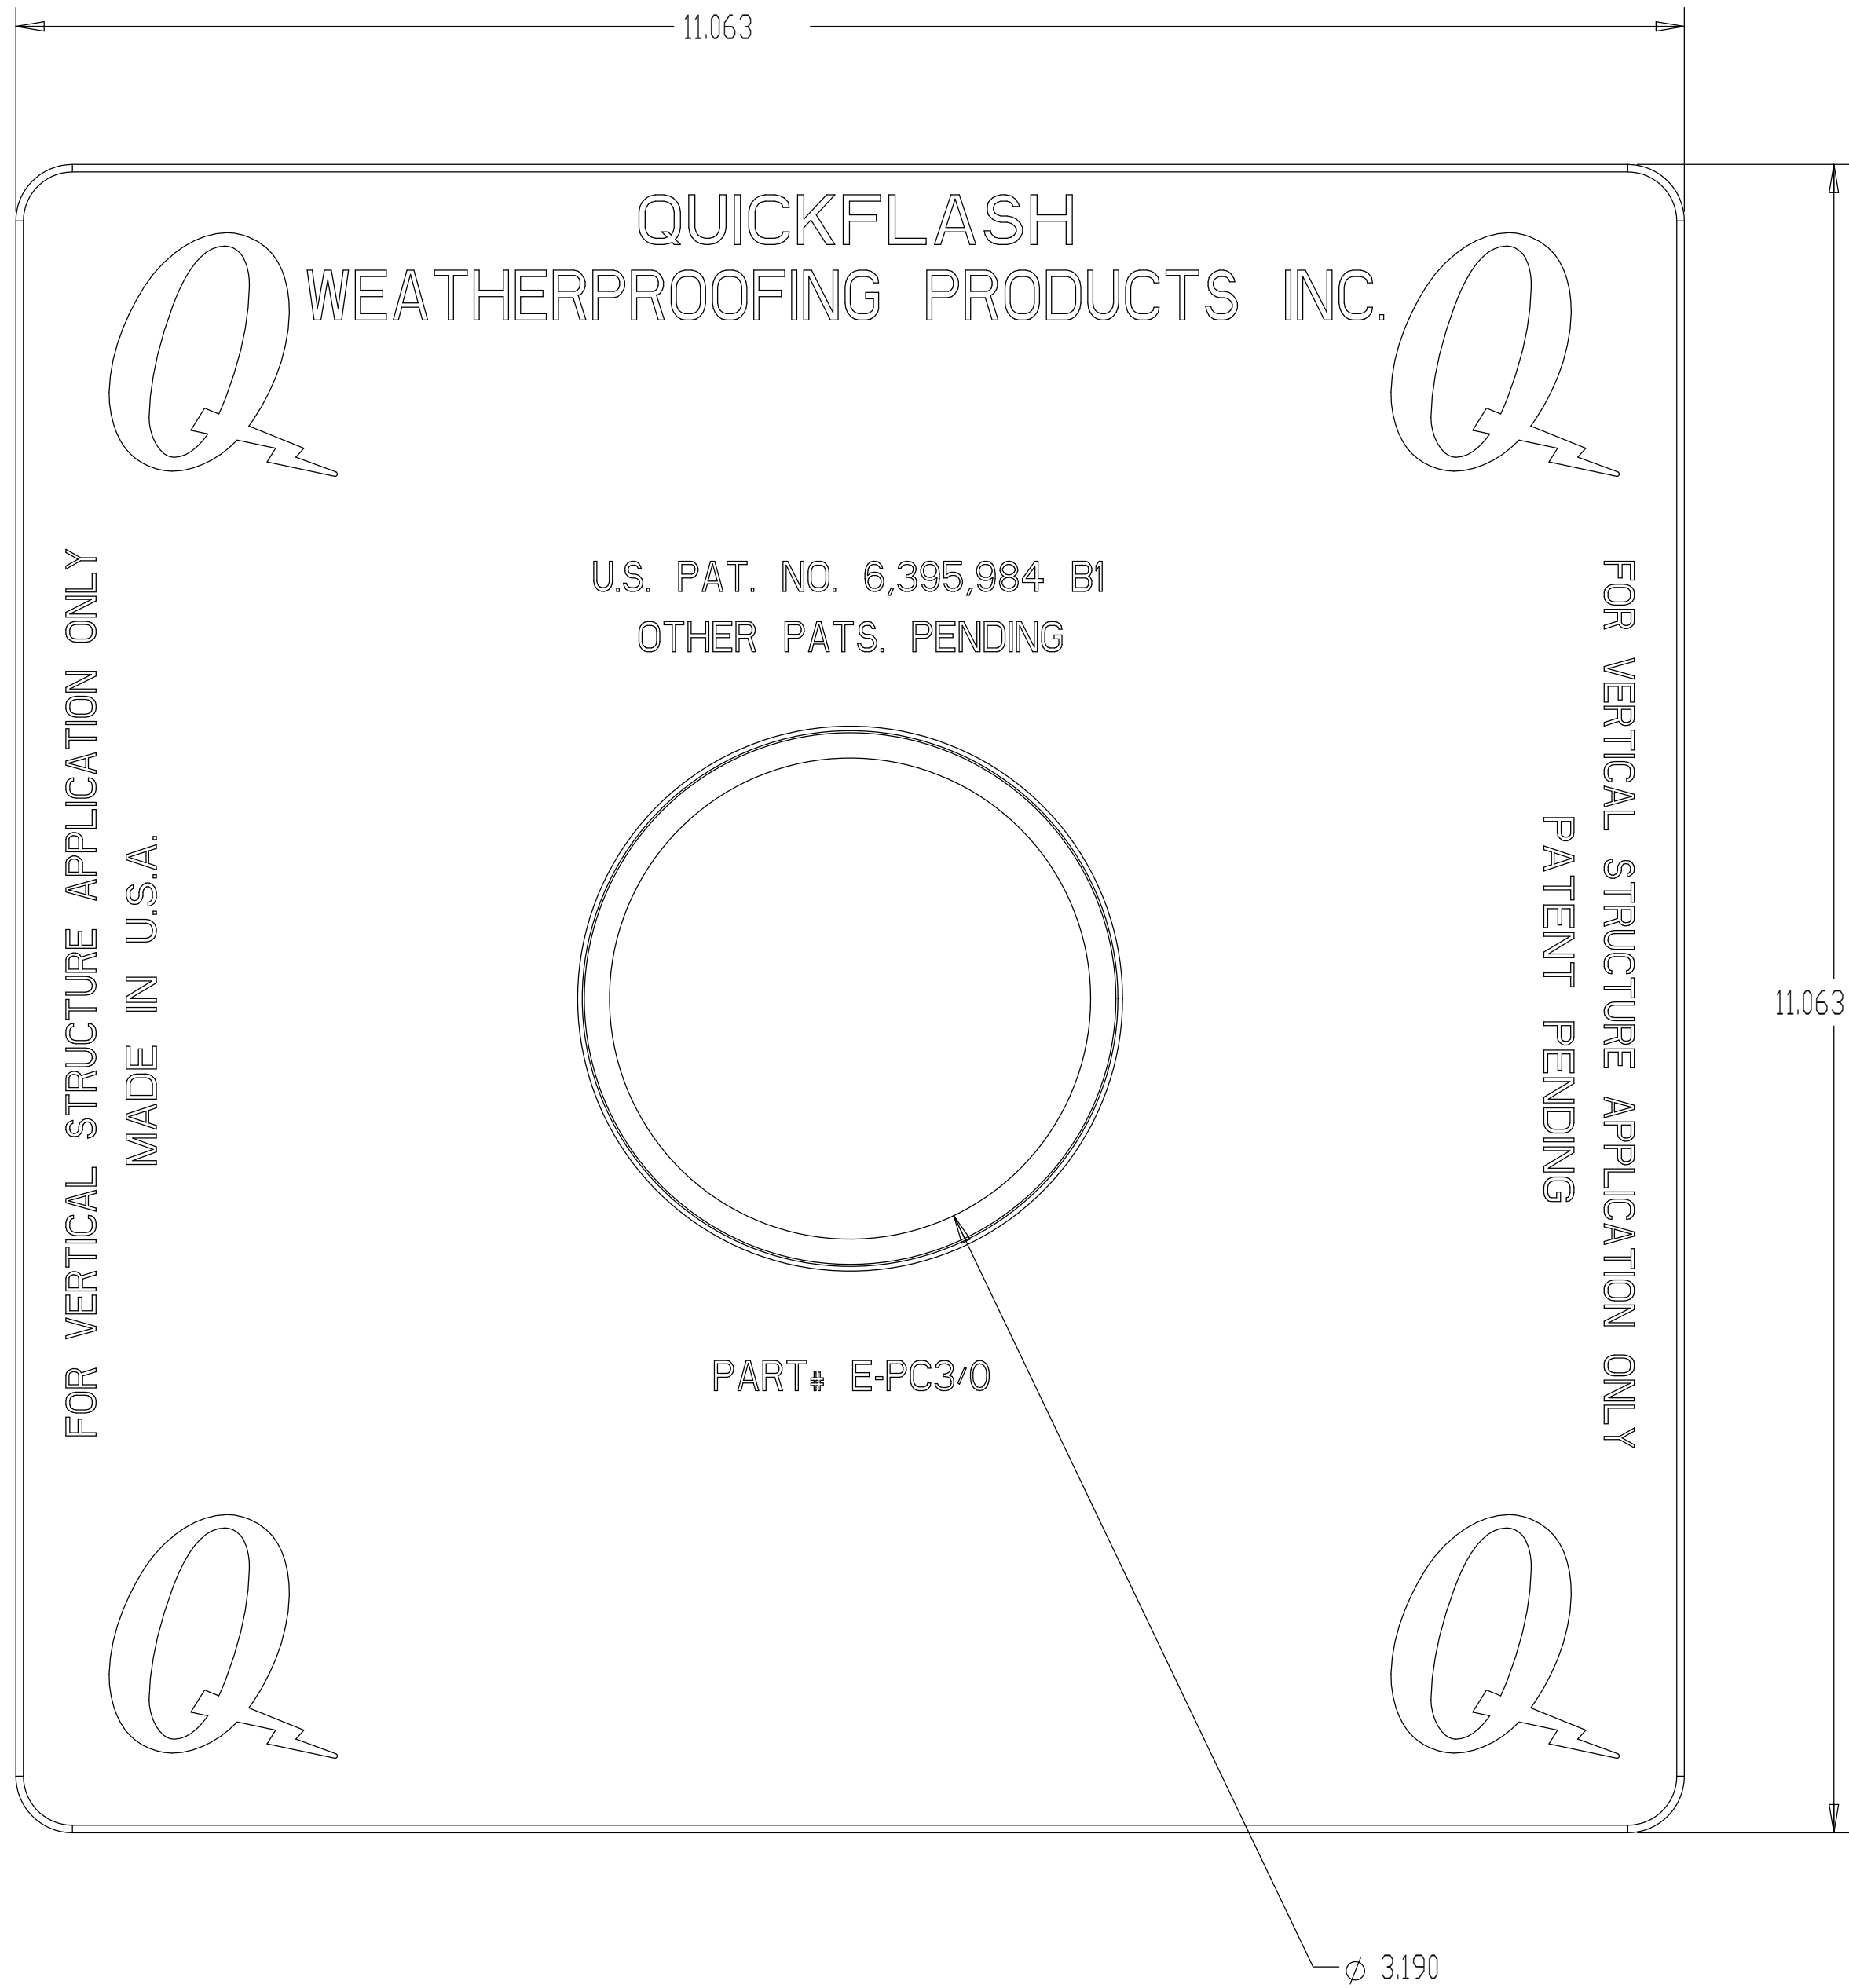 11.063
QUICKFLASH
WEATHERPROOFING PRODUCTS INC.
U.S. PAT. NO. 6,395,984 B1
OTHER PATS. PENDING
FOR VERTICAL STRUCTURE APPLICATION ONLY
MADE IN U.S.A.
PATENT PENDING
FOR VERTICAL STRUCTURE APPLICATION ONLY
11.063
PART# E-PC3/0
Q
Q
Q
Q
⌀ 3.190